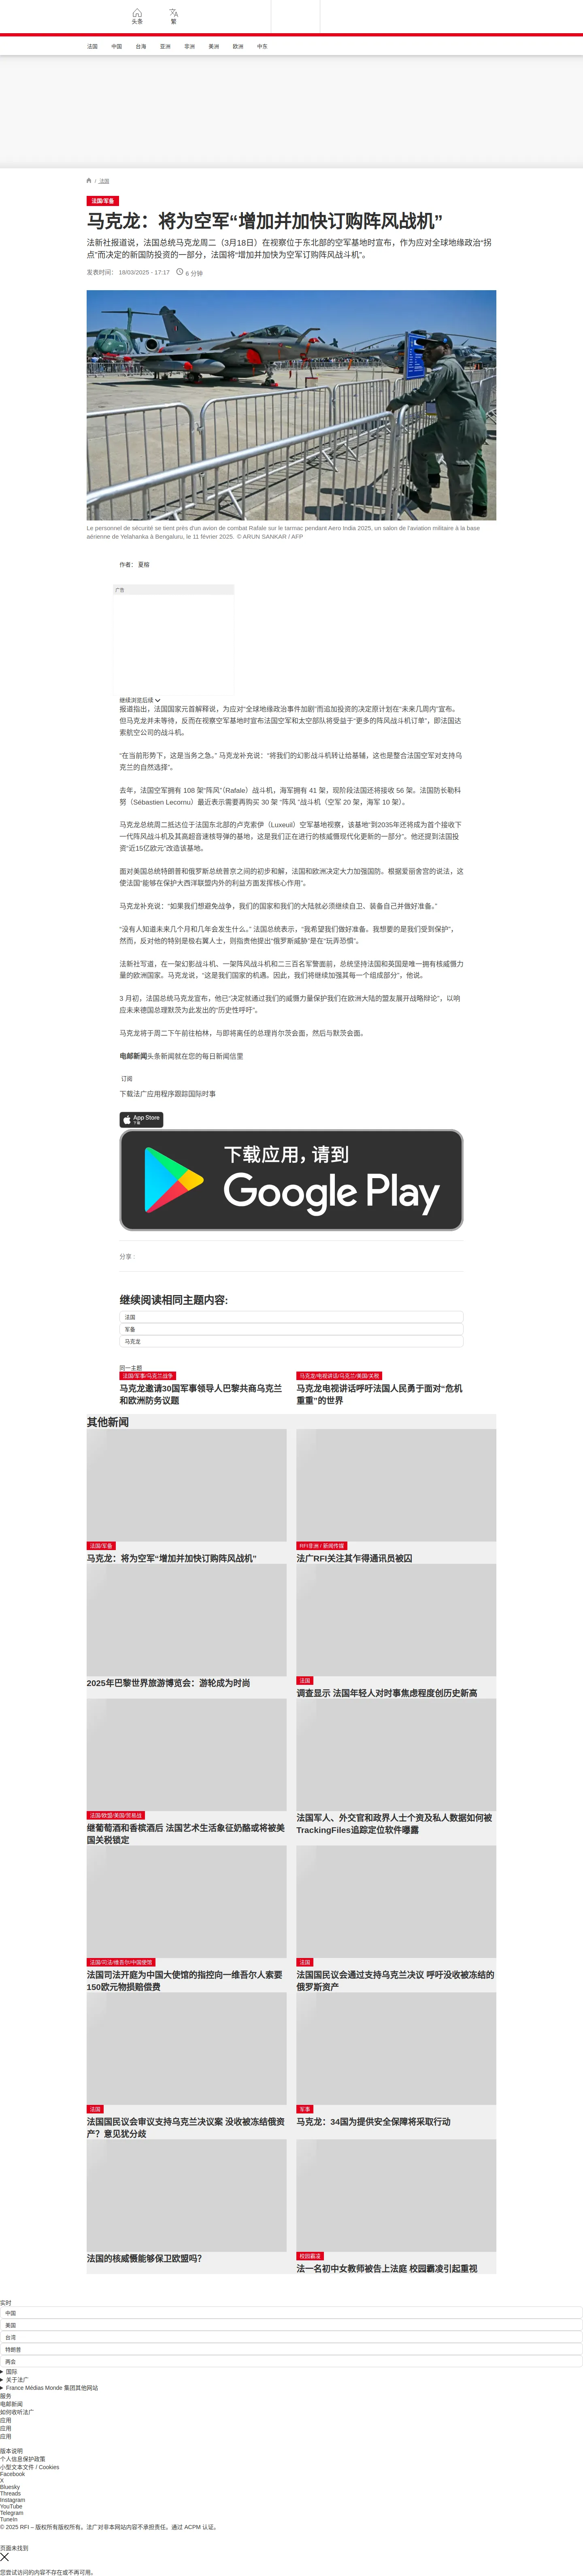 头条
繁
法国
中国
台海
亚洲
非洲
美洲
欧洲
中东
/ 法国
法国/军备
马克龙：将为空军“增加并加快订购阵风战机”
法新社报道说，法国总统马克龙周二（3月18日）在视察位于东北部的空军基地时宣布，作为应对全球地缘政治“拐
点”而决定的新国防投资的一部分，法国将“增加并加快为空军订购阵风战斗机”。
发表时间： 18/03/2025 - 17:17 6 分钟
Le personnel de sécurité se tient près d'un avion de combat Rafale sur le tarmac pendant Aero India 2025, un salon de l'aviation militaire à la base
aérienne de Yelahanka à Bengaluru, le 11 février 2025. © ARUN SANKAR / AFP
作者： 夏榕
广告
继续浏览后续
报道指出，法国国家元首解释说，为应对“全球地缘政治事件加剧”而追加投资的决定原计划在“未来几周内”宣布。
但马克龙并未等待，反而在视察空军基地时宣布法国空军和太空部队将受益于“更多的阵风战斗机订单”，即法国达
索航空公司的战斗机。
“在当前形势下，这是当务之急。” 马克龙补充说：“将我们的幻影战斗机转让给基辅，这也是整合法国空军对支持乌
克兰的自然选择”。
去年，法国空军拥有 108 架“阵风”（Rafale）战斗机，海军拥有 41 架，现阶段法国还将接收 56 架。法国防长勒科
努（Sébastien Lecornu）最近表示需要再购买 30 架 “阵风 ”战斗机（空军 20 架，海军 10 架）。
马克龙总统周二抵达位于法国东北部的卢克索伊（Luxeuil）空军基地视察，该基地“到2035年还将成为首个接收下
一代阵风战斗机及其高超音速核导弹的基地，这是我们正在进行的核威慑现代化更新的一部分”。他还提到法国投
资“近15亿欧元”改造该基地。
面对美国总统特朗普和俄罗斯总统普京之间的初步和解，法国和欧洲决定大力加强国防。根据爱丽舍宫的说法，这
使法国“能够在保护大西洋联盟内外的利益方面发挥核心作用”。
马克龙补充说：“如果我们想避免战争，我们的国家和我们的大陆就必须继续自卫、装备自己并做好准备。”
“没有人知道未来几个月和几年会发生什么。” 法国总统表示，“我希望我们做好准备。我想要的是我们受到保护”，
然而，反对他的特别是极右翼人士，则指责他提出“俄罗斯威胁”是在“玩弄恐惧”。
法新社写道，在一架幻影战斗机、一架阵风战斗机和二三百名军警面前，总统坚持法国和英国是唯一拥有核威慑力
量的欧洲国家。马克龙说，“这是我们国家的机遇。因此，我们将继续加强其每一个组成部分”，他说。
3 月初，法国总统马克龙宣布，他已“决定就通过我们的威慑力量保护我们在欧洲大陆的盟友展开战略辩论”，以响
应未来德国总理默茨为此发出的“历史性呼吁”。
马克龙将于周二下午前往柏林，与即将离任的总理肖尔茨会面，然后与默茨会面。
电邮新闻头条新闻就在您的每日新闻信里
订阅
下载法广应用程序跟踪国际时事
App Store
下载
下载应用，请到
Google Play
分享 :
继续阅读相同主题内容:
法国
军备
马克龙
同一主题
法国/军事/乌克兰战争
马克龙邀请30国军事领导人巴黎共商乌克兰
和欧洲防务议题
马克龙/电视讲话/乌克兰/美国/关税
马克龙电视讲话呼吁法国人民勇于面对“危机
重重”的世界
其他新闻
法国/军备
马克龙：将为空军“增加并加快订购阵风战机”
RFI非洲 / 新闻传媒
法广RFI关注其乍得通讯员被囚
2025年巴黎世界旅游博览会：游轮成为时尚
法国
调查显示 法国年轻人对时事焦虑程度创历史新高
法国/欧盟/美国/贸易战
继葡萄酒和香槟酒后 法国艺术生活象征奶酪或将被美
国关税锁定
法国军人、外交官和政界人士个资及私人数据如何被
TrackingFiles追踪定位软件曝露
法国/司法/维吾尔/中国使馆
法国司法开庭为中国大使馆的指控向一维吾尔人索要
150欧元物损赔偿费
法国
法国国民议会通过支持乌克兰决议 呼吁没收被冻结的
俄罗斯资产
法国
法国国民议会审议支持乌克兰决议案 没收被冻结俄资
产？意见犹分歧
军事
马克龙：34国为提供安全保障将采取行动
法国的核威慑能够保卫欧盟吗？
校园霸凌
法一名初中女教师被告上法庭 校园霸凌引起重视
实时
中国
美国
台湾
特朗普
两会
国际
关于法广
France Médias Monde 集团其他网站
服务
电邮新闻
如何收听法广
应用
应用
应用
版本说明
个人信息保护政策
小型文本文件 / Cookies
Facebook
X
Bluesky
Threads
Instagram
YouTube
Telegram
TuneIn
© 2025 RFI – 版权所有版权所有。法广对非本网站内容不承担责任。通过 ACPM 认证。
页面未找到
您尝试访问的内容不存在或不再可用。